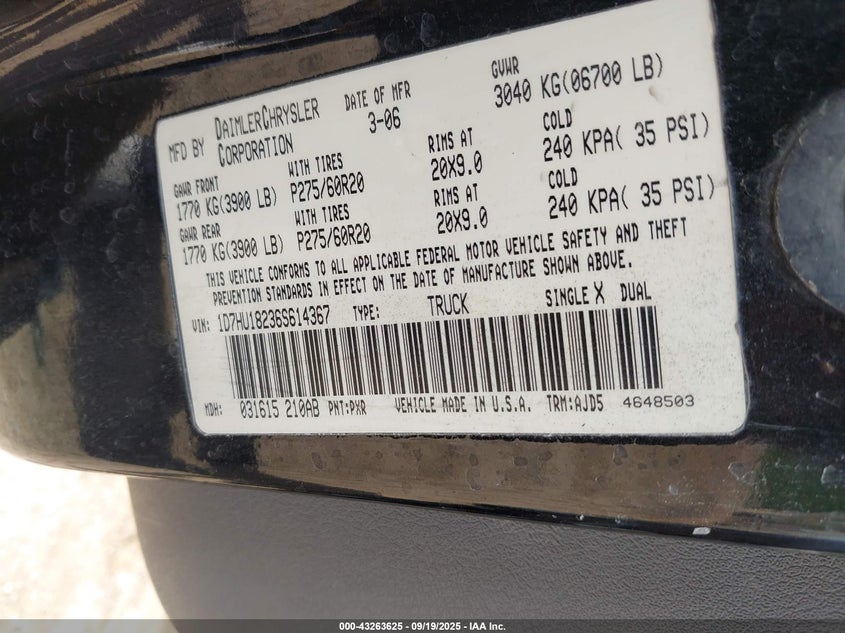 MFD BY DAIMLERCHRYSLER CORPORATION DATE OF MFR 3-06 GVWR 3040 KG(06700 LB)
GAWR FRONT WITH TIRES RIMS AT COLD
1770 KG(3900 LB) P275/60R20 20X9.0 240 KPA( 35 PSI)
GAWR REAR WITH TIRES RIMS AT COLD
1770 KG(3900 LB) P275/60R20 20X9.0 240 KPA( 35 PSI)
THIS VEHICLE CONFORMS TO ALL APPLICABLE FEDERAL MOTOR VEHICLE SAFETY AND THEFT
PREVENTION STANDARDS IN EFFECT ON THE DATE OF MANUFACTURE SHOWN ABOVE.
VIN: 1D7HU18236S614367 TYPE: TRUCK SINGLE X DUAL
MDH: 031615 210AB PNT:PXR VEHICLE MADE IN U.S.A. TRM:AJD5 4648503
000-43263625 - 09/19/2025 - IAA Inc.